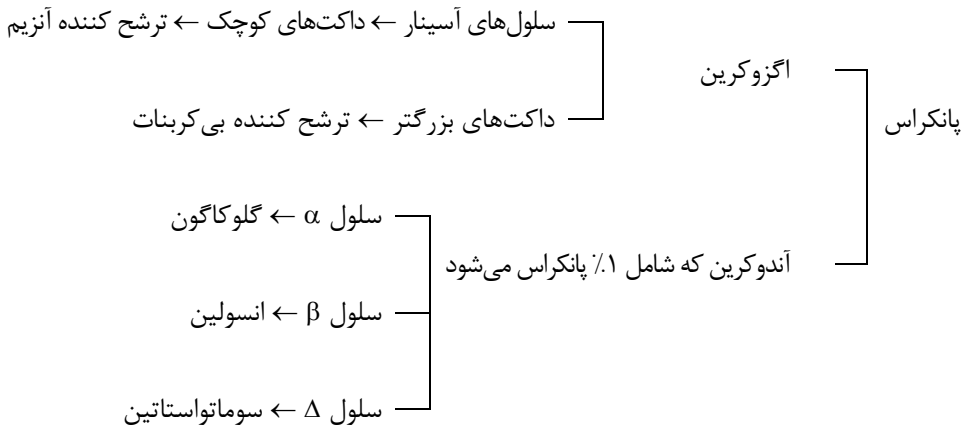 سلول‌های آسینار ← داکت‌های کوچک ← ترشح کننده آنزیم
اگزوکرین
داکت‌های بزرگتر ← ترشح کننده بی‌کربنات
پانکراس
سلول α ← گلوکاگون
آندوکرین که شامل ۱٪ پانکراس می‌شود
سلول β ← انسولین
سلول Δ ← سوماتواستاتین